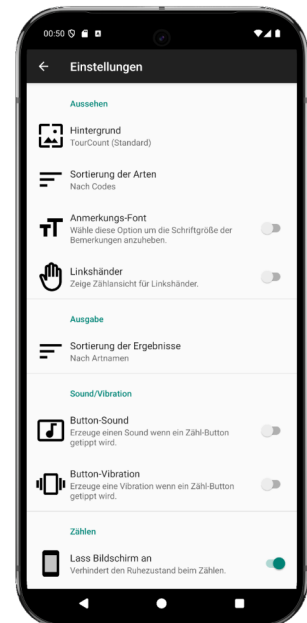 00:50
Einstellungen
Aussehen
Hintergrund
TourCount (Standard)
Sortierung der Arten
Nach Codes
Anmerkungs-Font
Wähle diese Option um die Schriftgröße der
Bemerkungen anzuheben.
Linkshänder
Zeige Zählansicht für Linkshänder.
Ausgabe
Sortierung der Ergebnisse
Nach Artnamen
Sound/Vibration
Button-Sound
Erzeuge einen Sound wenn ein Zähl-Button
getippt wird.
Button-Vibration
Erzeuge eine Vibration wenn ein Zähl-Button
getippt wird.
Zählen
Lass Bildschirm an
Verhindert den Ruhezustand beim Zählen.